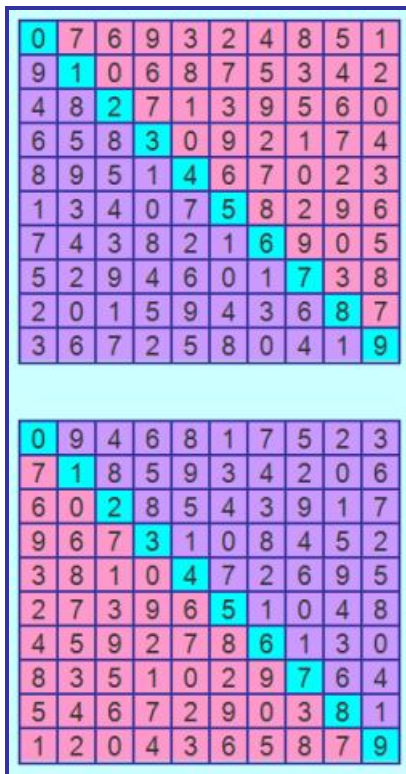 0 7 6 9 3 2 4 8 5 1
9 1 0 6 8 7 5 3 4 2
4 8 2 7 1 3 9 5 6 0
6 5 8 3 0 9 2 1 7 4
8 9 5 1 4 6 7 0 2 3
1 3 4 0 7 5 8 2 9 6
7 4 3 8 2 1 6 9 0 5
5 2 9 4 6 0 1 7 3 8
2 0 1 5 9 4 3 6 8 7
3 6 7 2 5 8 0 4 1 9
0 9 4 6 8 1 7 5 2 3
7 1 8 5 9 3 4 2 0 6
6 0 2 8 5 4 3 9 1 7
9 6 7 3 1 0 8 4 5 2
3 8 1 0 4 7 2 6 9 5
2 7 3 9 6 5 1 0 4 8
4 5 9 2 7 8 6 1 3 0
8 3 5 1 0 2 9 7 6 4
5 4 6 7 2 9 0 3 8 1
1 2 0 4 3 6 5 8 7 9